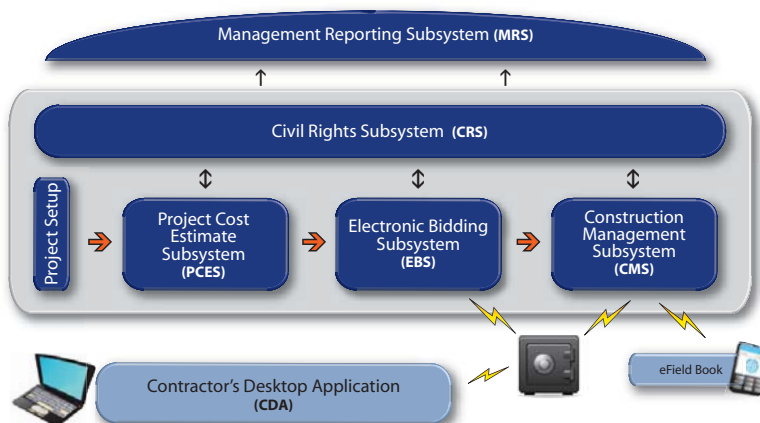 Management Reporting Subsystem (MRS)
Civil Rights Subsystem (CRS)
Project Setup
Project Cost
Estimate
Subsystem
(PCES)
Electronic Bidding
Subsystem
(EBS)
Construction
Management
Subsystem
(CMS)
Contractor's Desktop Application
(CDA)
eField Book